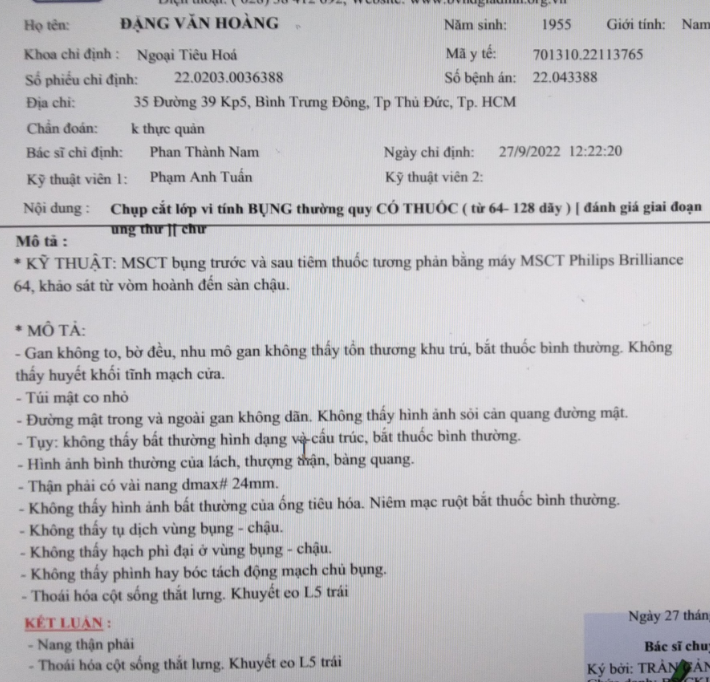 Họ tên: ĐẶNG VĂN HOÀNG Năm sinh: 1955 Giới tính: Nam
Khoa chỉ định : Ngoại Tiêu Hoá Mã y tế: 701310.22113765
Số phiếu chỉ định: 22.0203.0036388 Số bệnh án: 22.043388
Địa chỉ: 35 Đường 39 Kp5, Bình Trưng Đông, Tp Thủ Đức, Tp. HCM
Chẩn đoán: k thực quản
Bác sĩ chỉ định: Phan Thành Nam Ngày chỉ định: 27/9/2022 12:22:20
Kỹ thuật viên 1: Phạm Anh Tuấn Kỹ thuật viên 2:
Nội dung : Chụp cắt lớp vi tính BỤNG thường quy CÓ THUỐC ( từ 64- 128 dãy ) [ đánh giá giai đoạn
ung thư ][ chư
Mô tả :
* KỸ THUẬT: MSCT bụng trước và sau tiêm thuốc tương phản bằng máy MSCT Philips Brilliance
64, khảo sát từ vòm hoành đến sàn chậu.
* MÔ TẢ:
- Gan không to, bờ đều, nhu mô gan không thấy tổn thương khu trú, bắt thuốc bình thường. Không
thấy huyết khối tĩnh mạch cửa.
- Túi mật co nhỏ
- Đường mật trong và ngoài gan không dãn. Không thấy hình ảnh sỏi cản quang đường mật.
- Tụy: không thấy bất thường hình dạng và cấu trúc, bắt thuốc bình thường.
- Hình ảnh bình thường của lách, thượng thận, bàng quang.
- Thận phải có vài nang dmax# 24mm.
- Không thấy hình ảnh bất thường của ống tiêu hóa. Niêm mạc ruột bắt thuốc bình thường.
- Không thấy tụ dịch vùng bụng - chậu.
- Không thấy hạch phì đại ở vùng bụng - chậu.
- Không thấy phình hay bóc tách động mạch chủ bụng.
- Thoái hóa cột sống thắt lưng. Khuyết eo L5 trái
KẾT LUẬN :
- Nang thận phải
- Thoái hóa cột sống thắt lưng. Khuyết eo L5 trái
Ngày 27 thán
Bác sĩ chu
Ký bởi: TRẦN